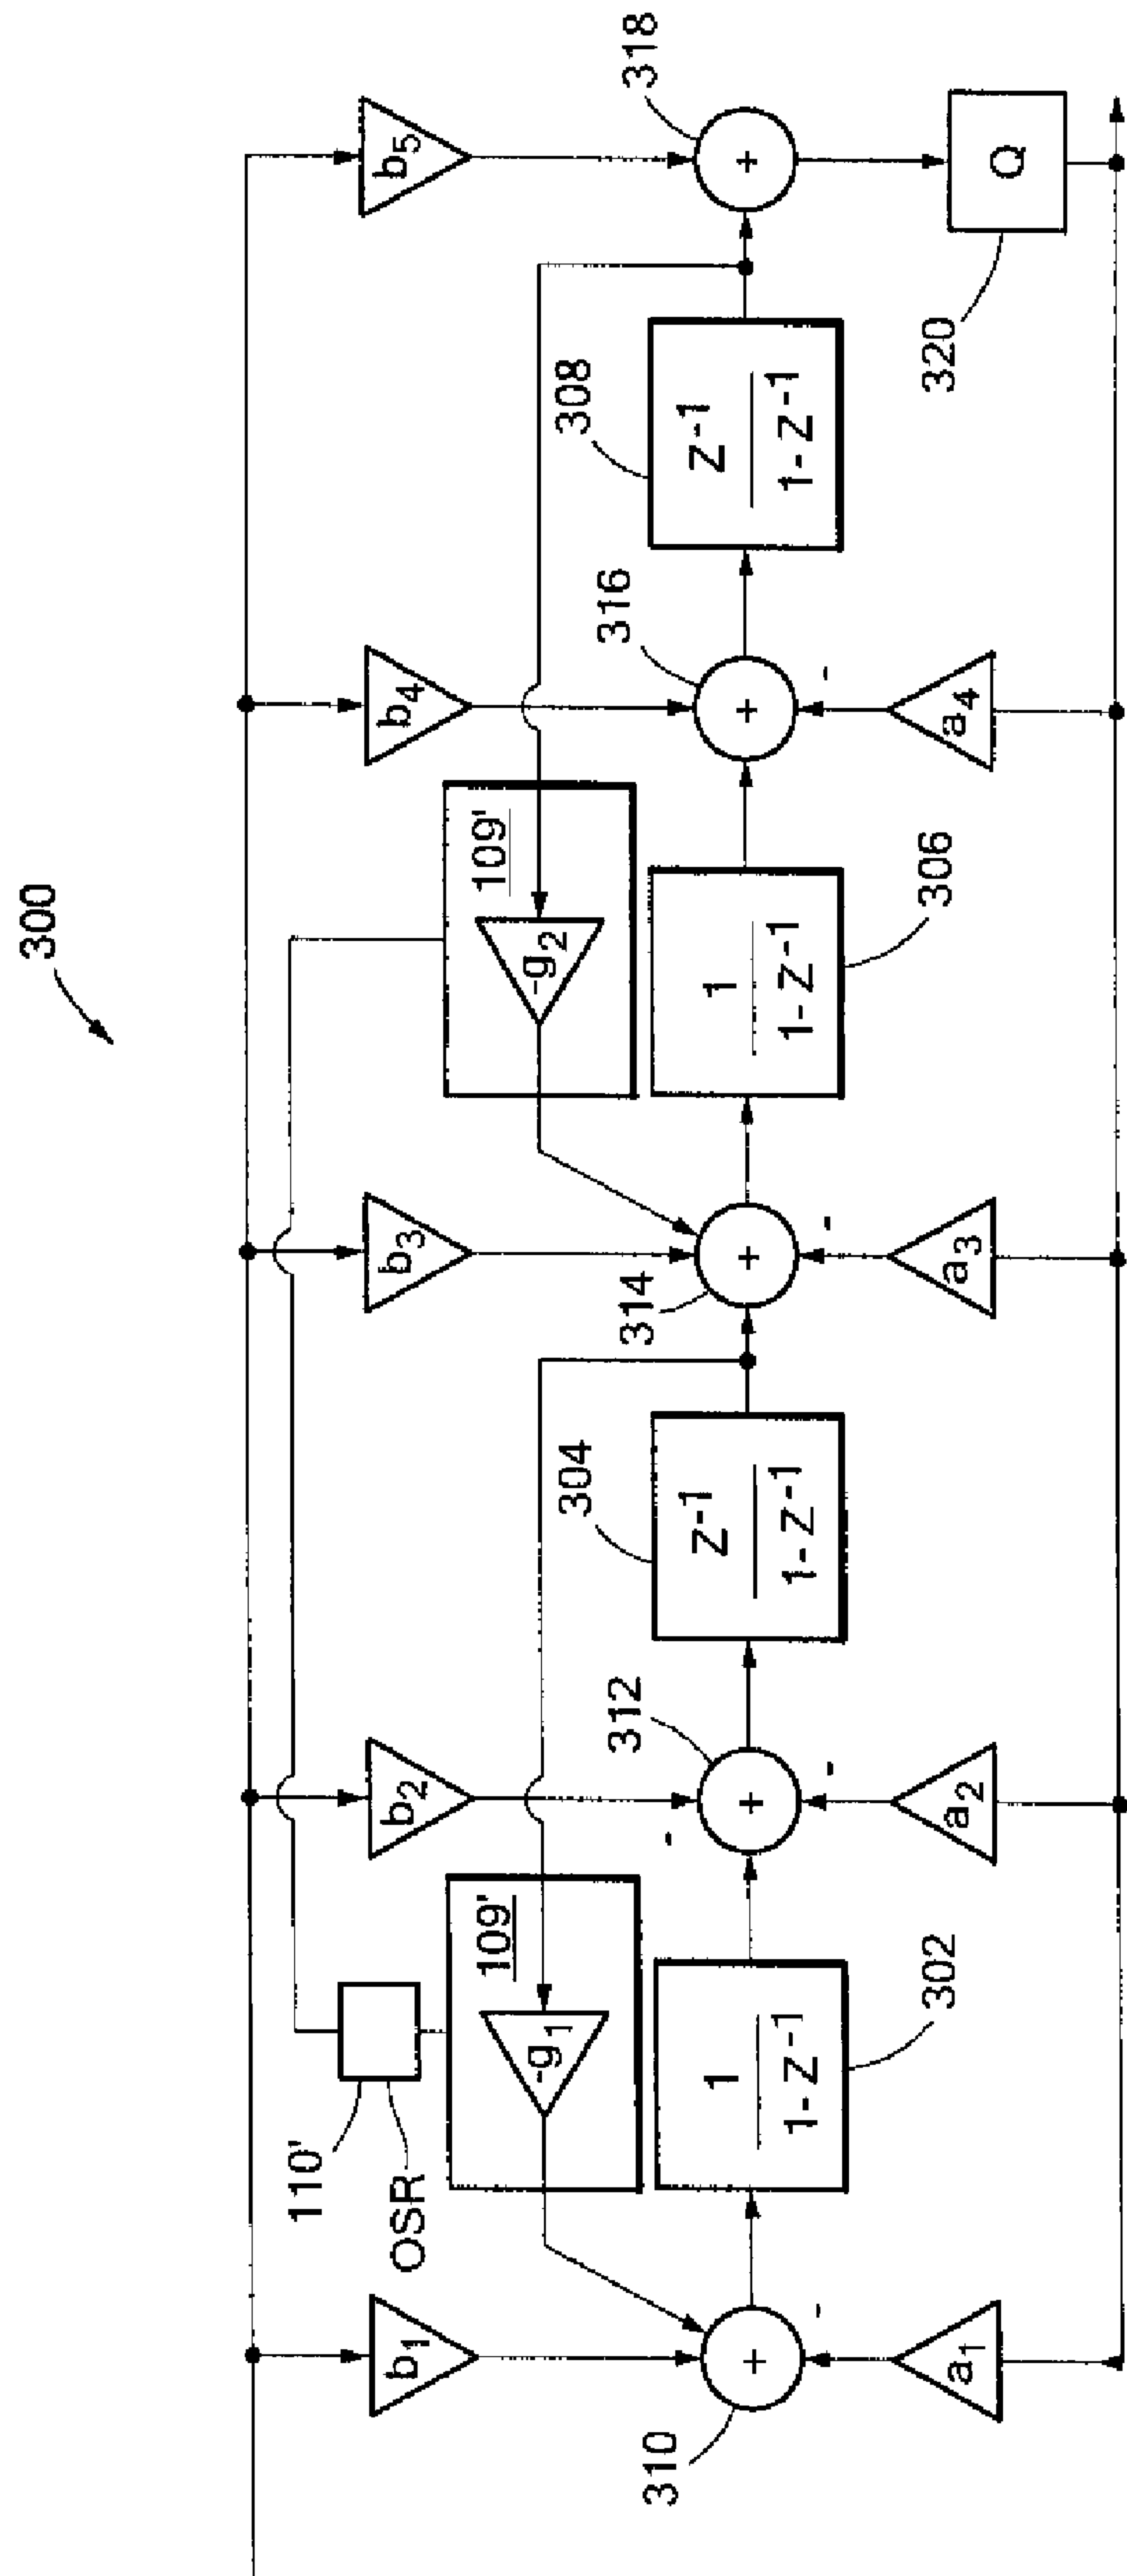 300
b1
b2
b3
b4
b5
110'
OSR
109'
-g1
109'
-g2
310
+
-
302
1
1-Z-1
312
+
-
-
304
Z-1
1-Z-1
314
+
-
306
1
1-Z-1
316
+
-
308
Z-1
1-Z-1
318
+
320
Q
a1
a2
a3
a4